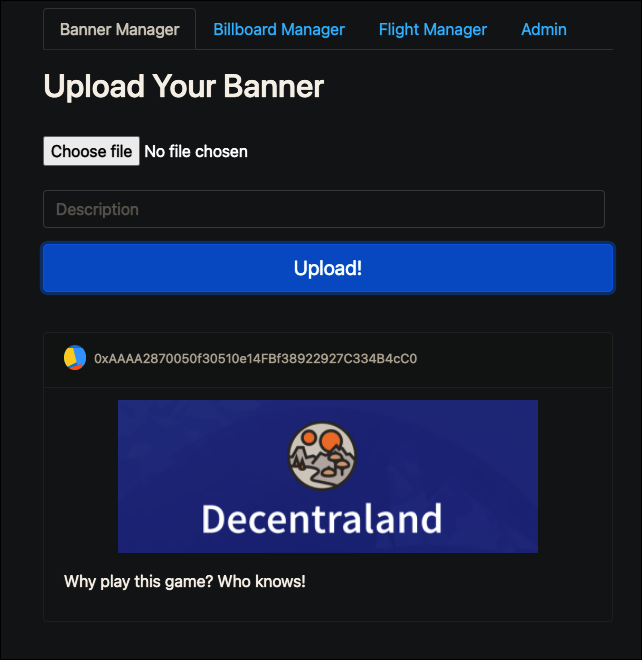 Banner Manager Billboard Manager Flight Manager Admin
Upload Your Banner
Choose file No file chosen
Description
Upload!
0xAAAA2870050f30510e14FBf38922927C334B4cC0
Decentraland
Why play this game? Who knows!